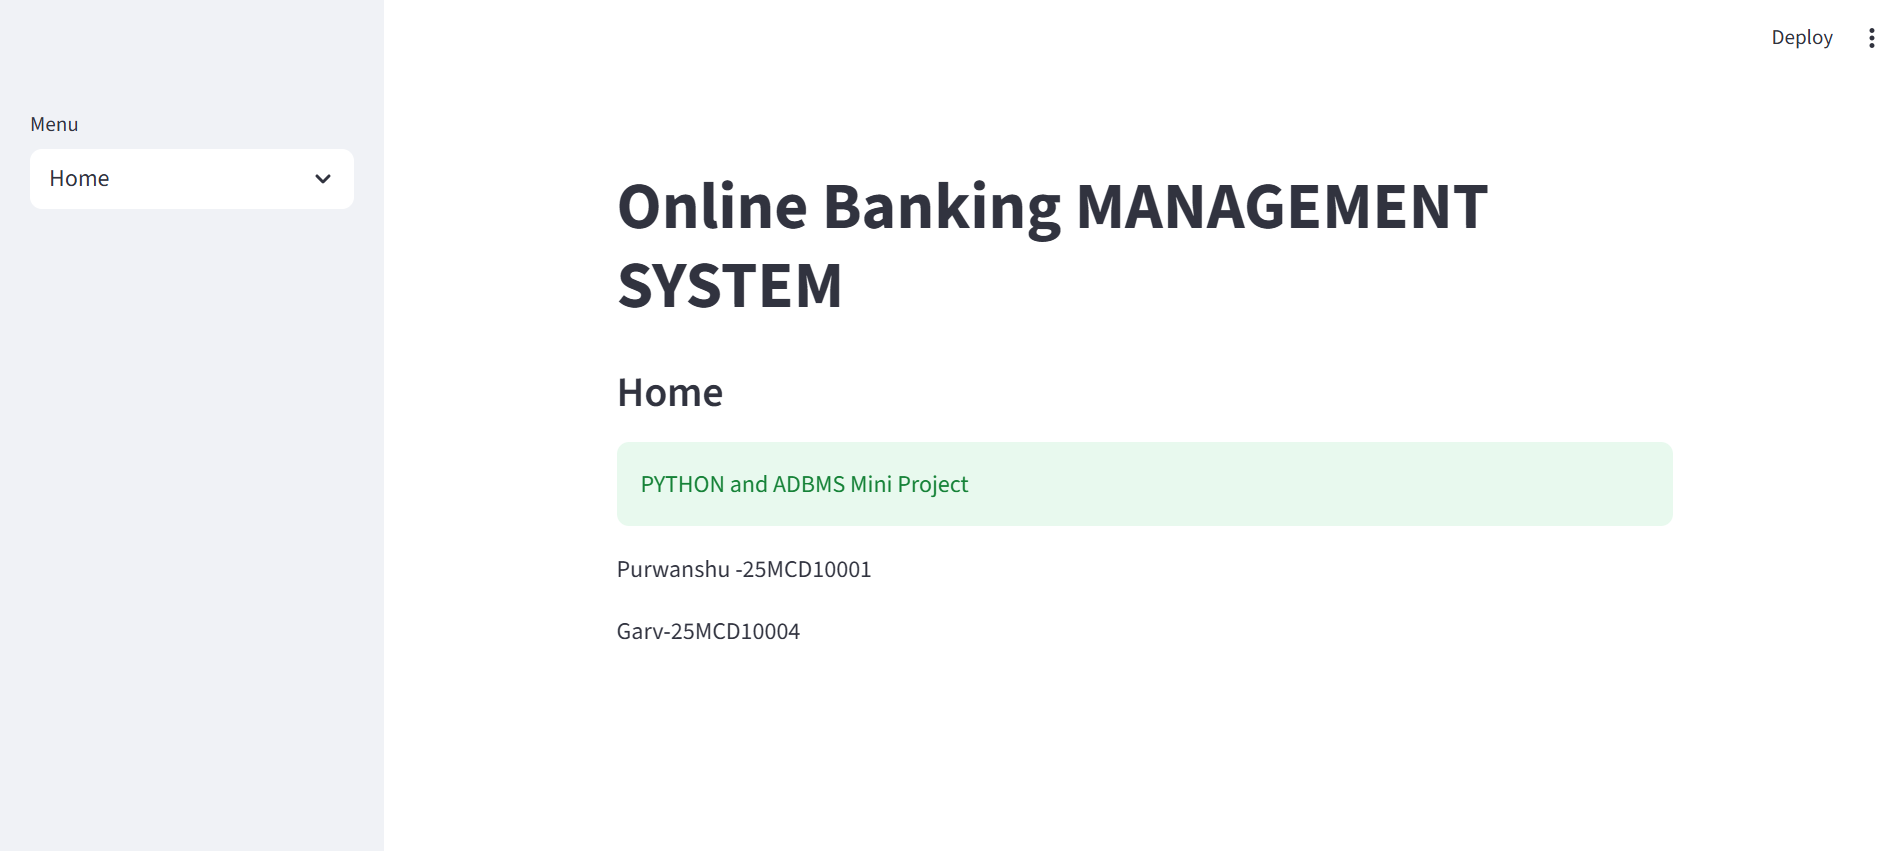 Deploy
Menu
Home
Online Banking MANAGEMENT
SYSTEM
Home
PYTHON and ADBMS Mini Project
Purwanshu -25MCD10001
Garv-25MCD10004